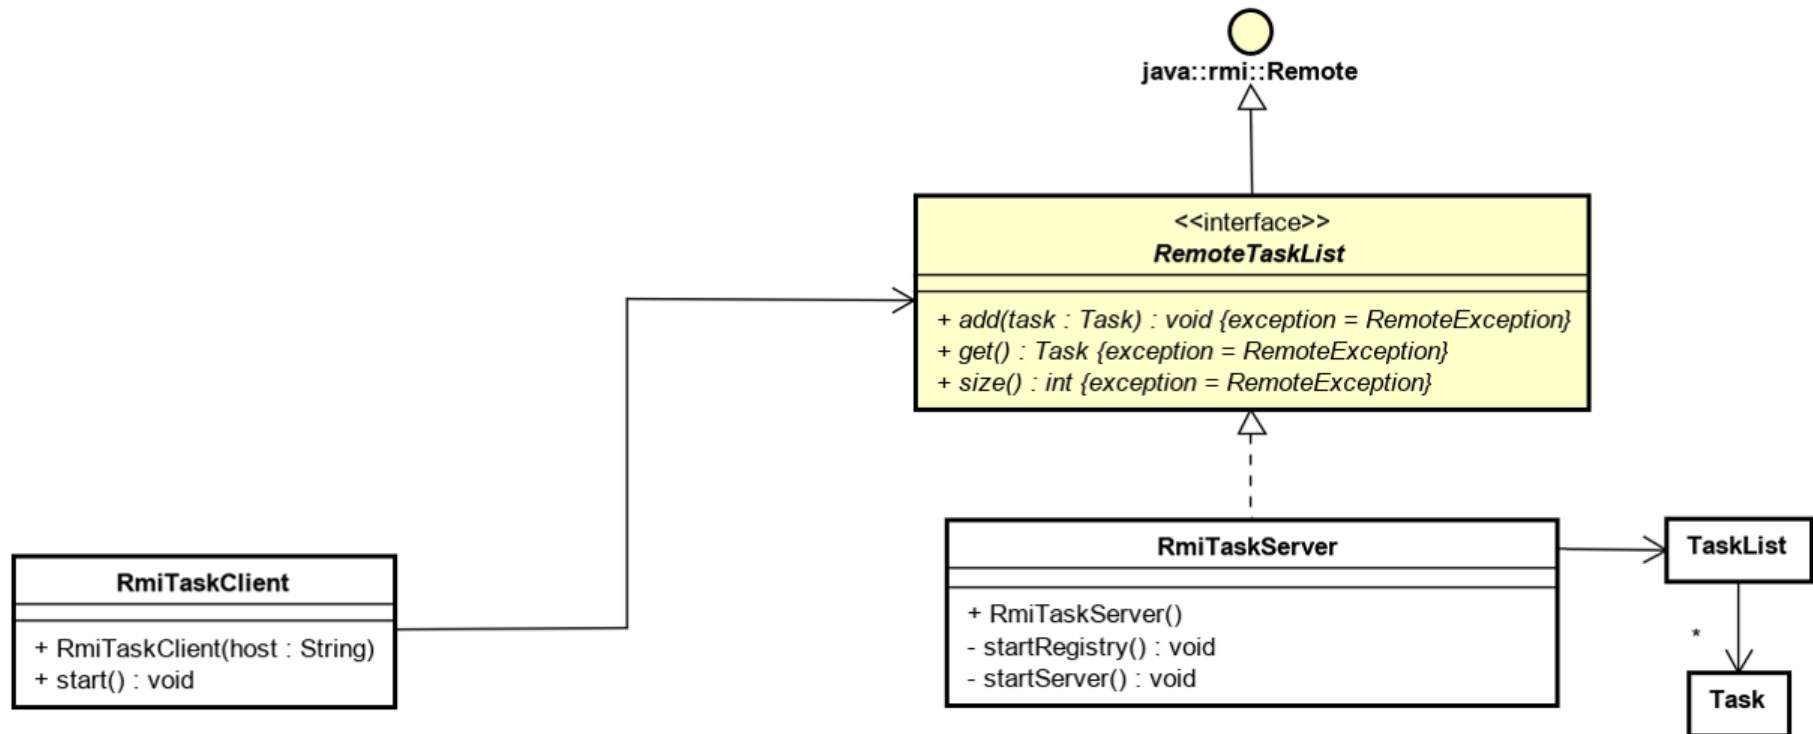 java::rmi::Remote
<<interface>>
RemoteTaskList
+ add(task : Task) : void {exception = RemoteException}
+ get() : Task {exception = RemoteException}
+ size() : int {exception = RemoteException}
RmiTaskClient
+ RmiTaskClient(host : String)
+ start() : void
RmiTaskServer
+ RmiTaskServer()
- startRegistry() : void
- startServer() : void
TaskList
*
Task